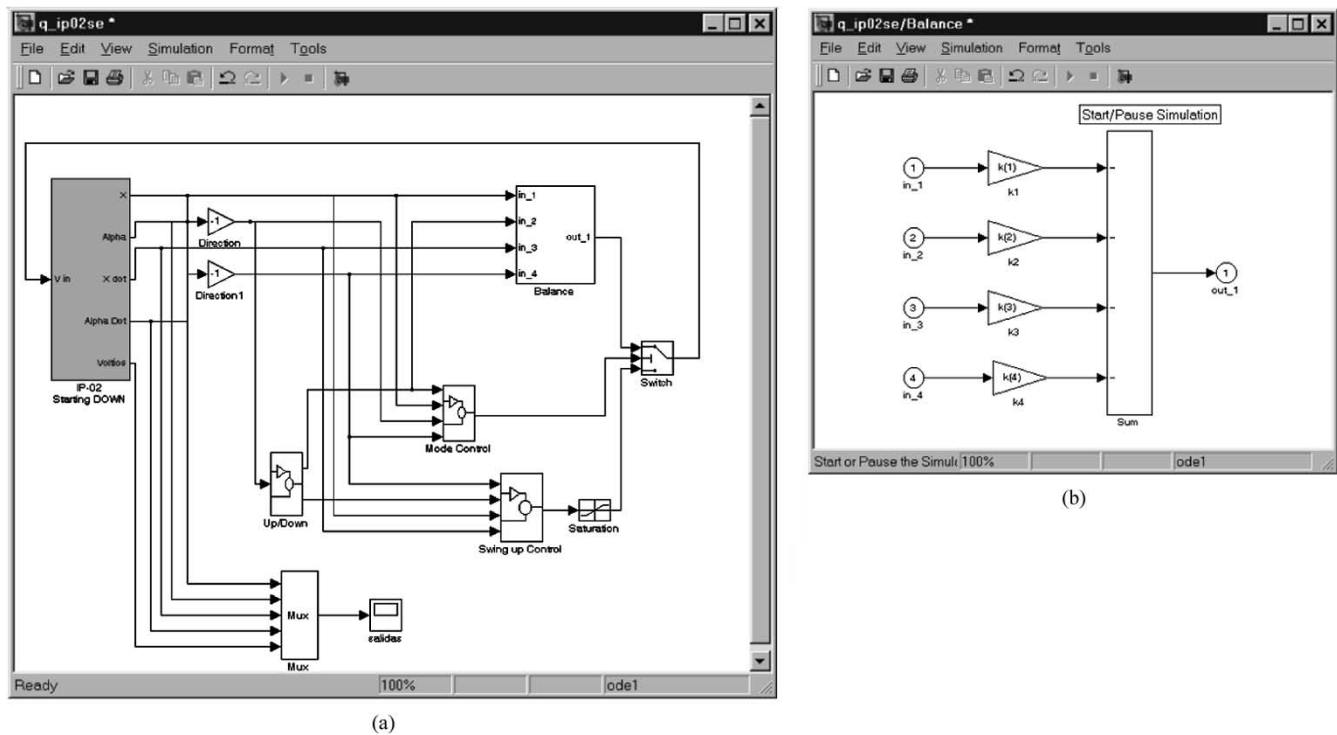 q_ip02se *
File Edit View Simulation Format Tools
X
Alpha
V in
X dot
Alpha Dot
Voltios
IP-02
Starting DOWN
-1
Direction
-1
Direction1
in_1
in_2
in_3
in_4
out_1
Balance
Switch
Mode Control
Up/Down
Swing up Control
Saturation
Mux
Mux
salidas
Ready
100%
ode1
(a)
q_ip02se/Balance *
File Edit View Simulation Format Tools
Start/Pause Simulation
1
in_1
k(1)
k1
2
in_2
k(2)
k2
3
in_3
k(3)
k3
4
in_4
k(4)
k4
Sum
1
out_1
Start or Pause the Simul
100%
ode1
(b)